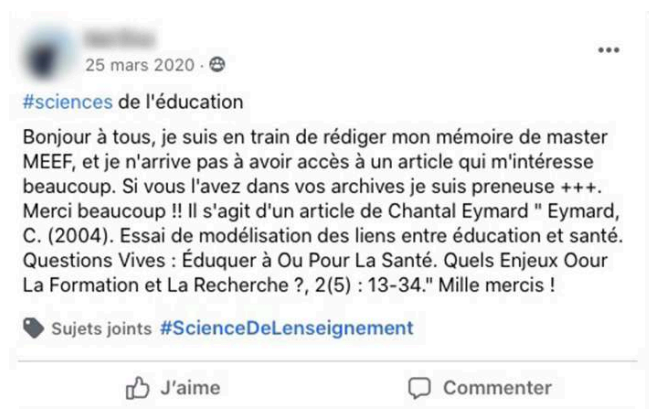 25 mars 2020 ·
#sciences de l'éducation
Bonjour à tous, je suis en train de rédiger mon mémoire de master
MEEF, et je n'arrive pas à avoir accès à un article qui m'intéresse
beaucoup. Si vous l'avez dans vos archives je suis preneuse +++.
Merci beaucoup !! Il s'agit d'un article de Chantal Eymard " Eymard,
C. (2004). Essai de modélisation des liens entre éducation et santé.
Questions Vives : Éduquer à Ou Pour La Santé. Quels Enjeux Oour
La Formation et La Recherche ?, 2(5) : 13-34." Mille mercis !
Sujets joints #ScienceDeLenseignement
J'aime
Commenter